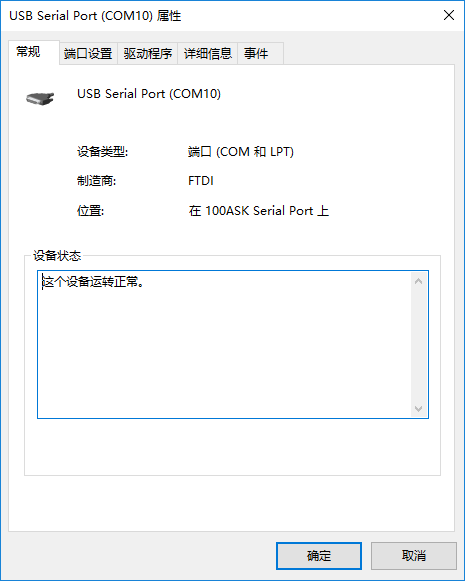 USB Serial Port (COM10) 属性
常规 端口设置 驱动程序 详细信息 事件
USB Serial Port (COM10)
设备类型: 端口 (COM 和 LPT)
制造商: FTDI
位置: 在 100ASK Serial Port 上
设备状态
这个设备运转正常。
确定 取消